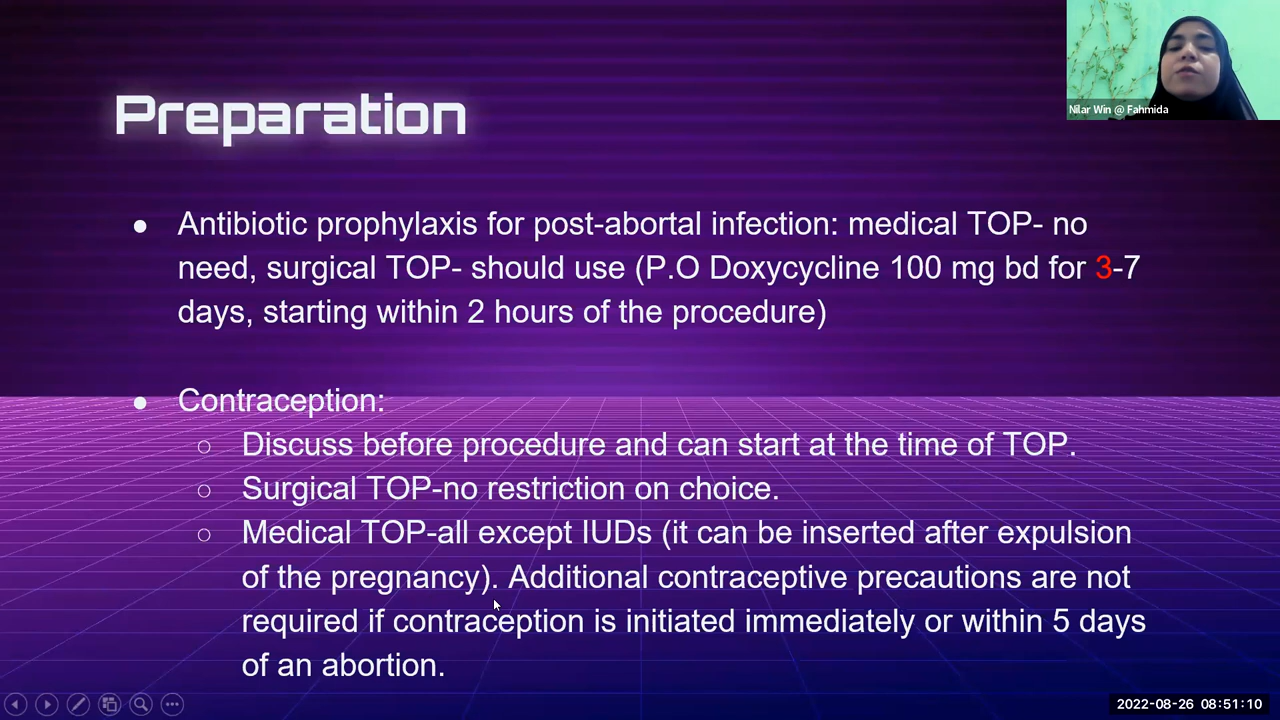 Preparation
Nilar Win @ Fahmida
● Antibiotic prophylaxis for post-abortal infection: medical TOP- no
need, surgical TOP- should use (P.O Doxycycline 100 mg bd for 3-7
days, starting within 2 hours of the procedure)
● Contraception:
○ Discuss before procedure and can start at the time of TOP.
○ Surgical TOP-no restriction on choice.
○ Medical TOP-all except IUDs (it can be inserted after expulsion
of the pregnancy). Additional contraceptive precautions are not
required if contraception is initiated immediately or within 5 days
of an abortion.
2022-08-26 08:51:10